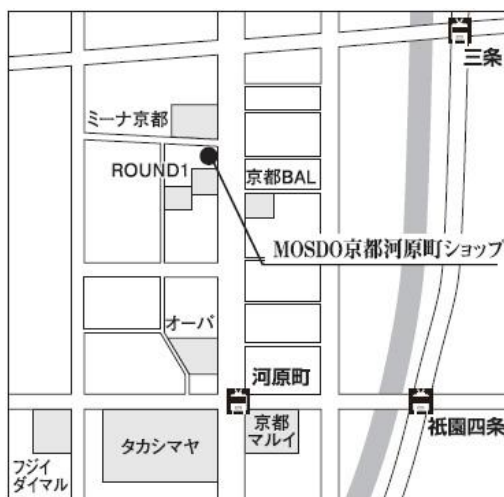 三条
ミーナ京都
ROUND1
京都BAL
MOSDO京都河原町ショップ
オーパ
河原町
京都
マルイ
タカシマヤ
祇園四条
フジイ
ダイマル